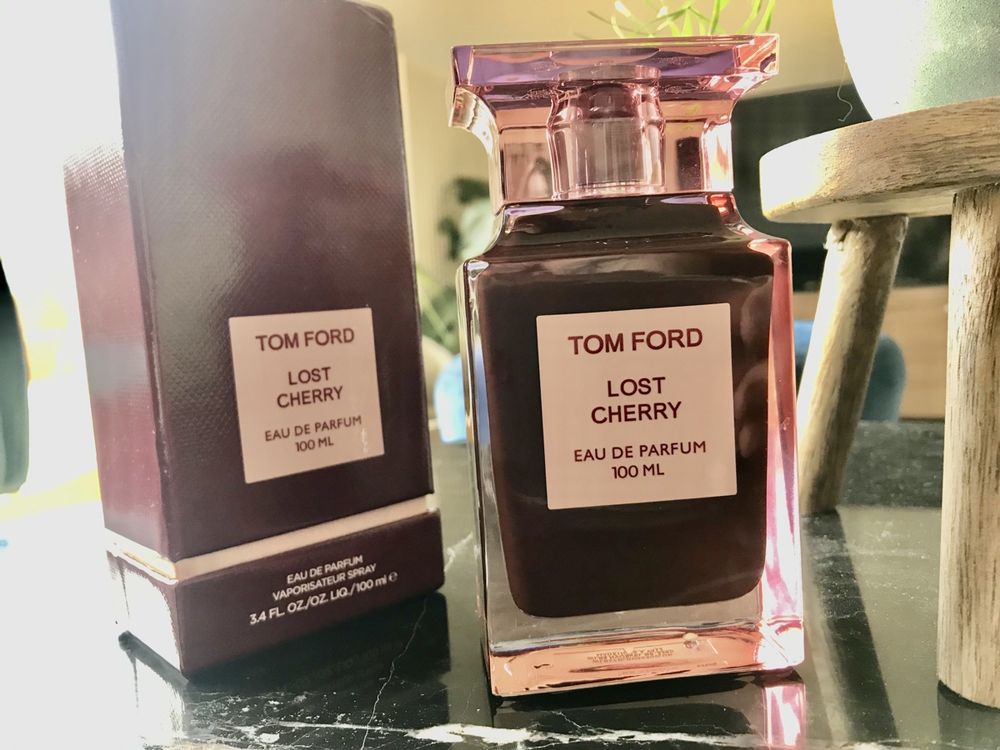 TOM FORD
LOST
CHERRY
EAU DE PARFUM
100 ML
EAU DE PARFUM
VAPORISATEUR SPRAY
3.4 FL. OZ./OZ. LIQ./100 ml e
TOM FORD
LOST
CHERRY
EAU DE PARFUM
100 ML